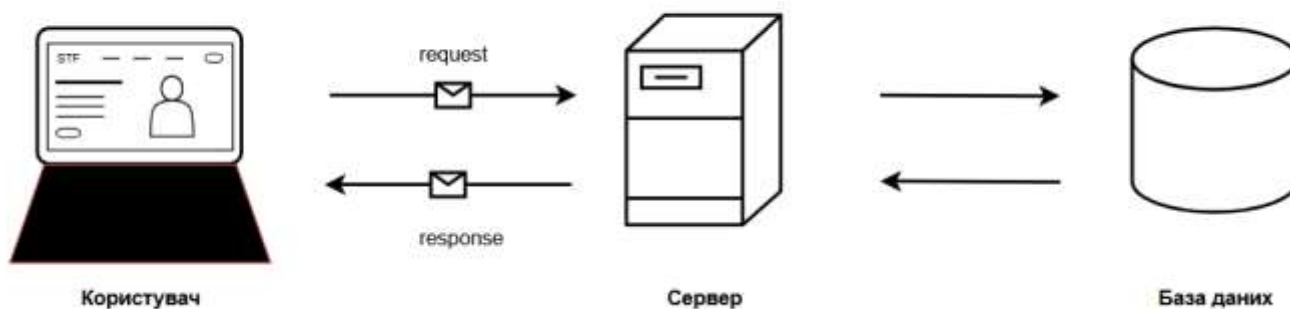 STF
request
response
Користувач
Сервер
База даних